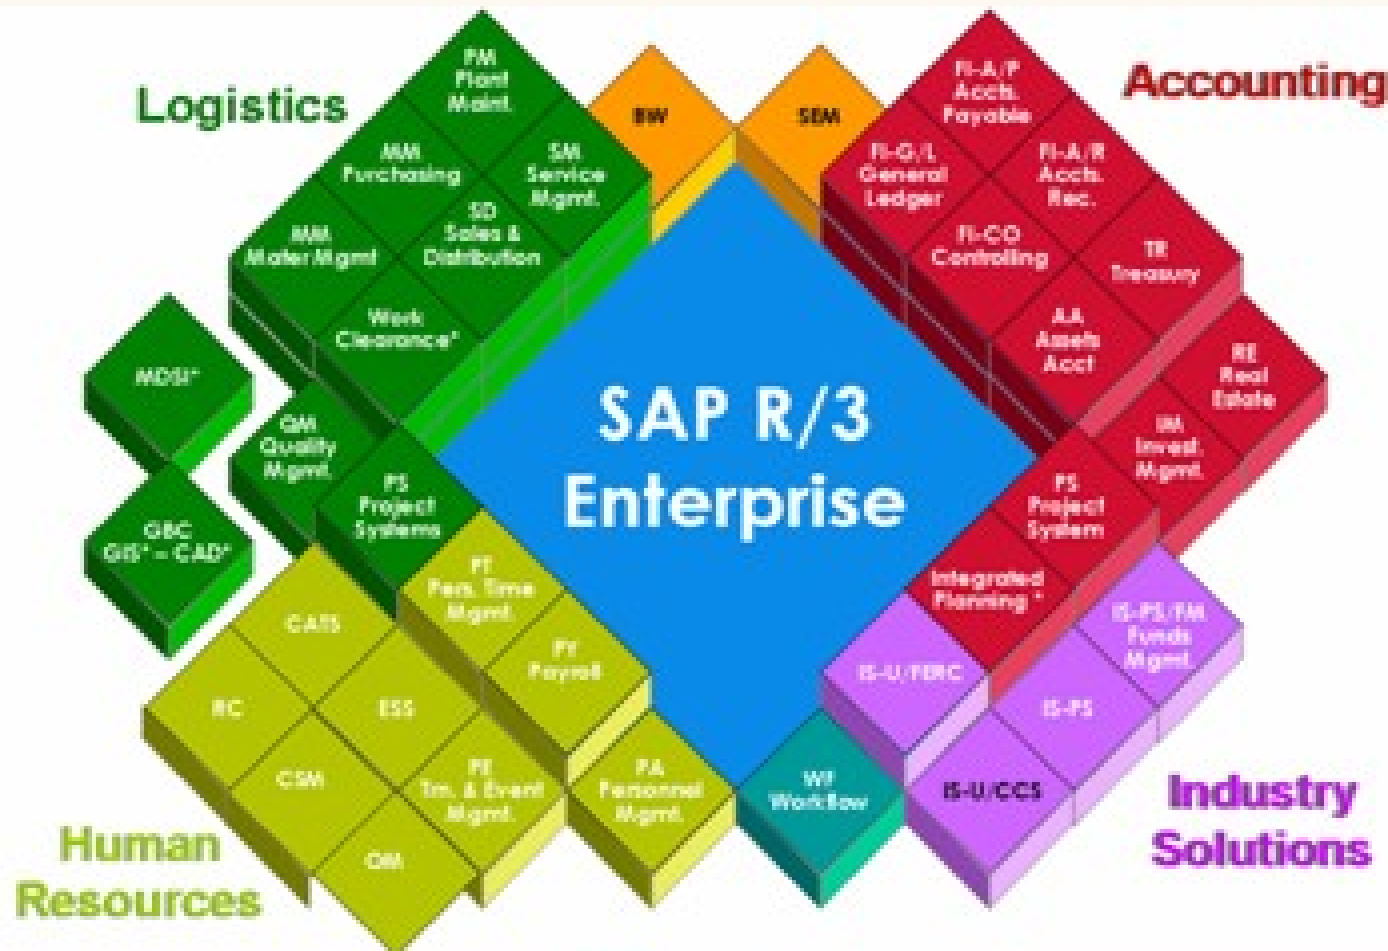 Logistics
PM
Plant
Maint.
MM
Purchasing
SM
Service
Mgmt.
MM
Mater Mgmt
SD
Sales &
Distribution
Work
Clearance*
MDSI*
GBC
GIS* – CAD*
QM
Quality
Mgmt.
PS
Project
Systems
BW
SEM
Accounting
FI-A/P
Accts.
Payable
FI-G/L
General
Ledger
FI-A/R
Accts.
Rec.
FI-CO
Controlling
TR
Treasury
AA
Assets
Acct
RE
Real
Estate
IM
Invest.
Mgmt.
PS
Project
System
Integrated
Planning *
SAP R/3
Enterprise
PT
Pers. Time
Mgmt.
PY
Payroll
CATS
RC
ESS
CSM
PE
Tm. & Event
Mgmt.
OM
PA
Personnel
Mgmt.
Human
Resources
WF
Workflow
IS-U/FERC
IS-PS/FM
Funds
Mgmt.
IS-PS
IS-U/CCS
Industry
Solutions